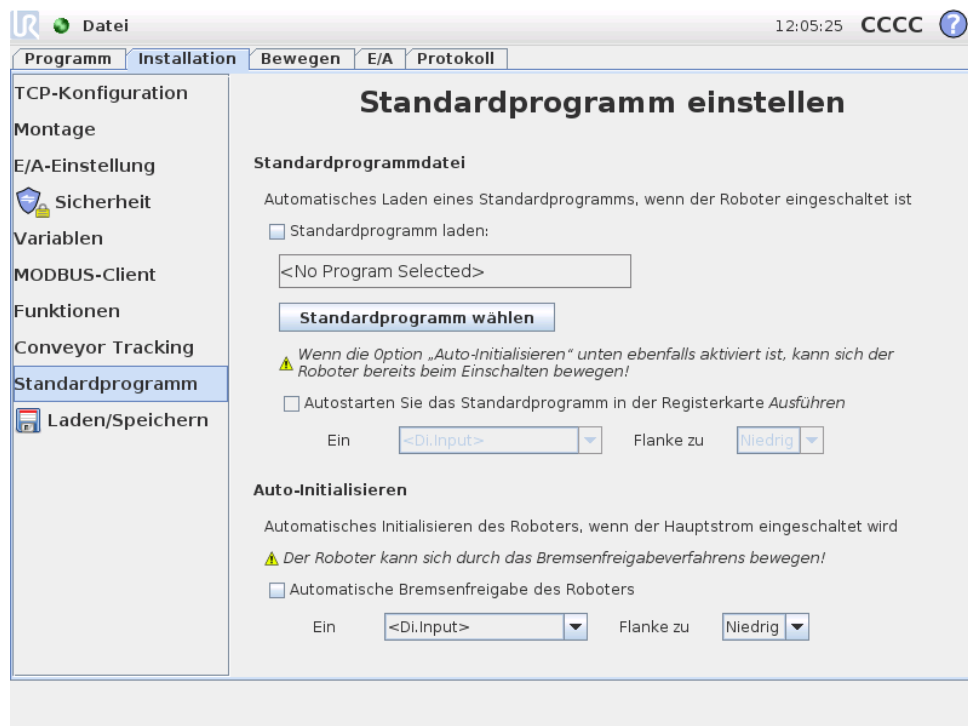 UR Datei 12:05:25 CCCC ?
Programm Installation Bewegen E/A Protokoll
TCP-Konfiguration
Montage
E/A-Einstellung
Sicherheit
Variablen
MODBUS-Client
Funktionen
Conveyor Tracking
Standardprogramm
Laden/Speichern
Standardprogramm einstellen
Standardprogrammdatei
Automatisches Laden eines Standardprogramms, wenn der Roboter eingeschaltet ist
Standardprogramm laden:
<No Program Selected>
Standardprogramm wählen
Wenn die Option „Auto-Initialisieren“ unten ebenfalls aktiviert ist, kann sich der
Roboter bereits beim Einschalten bewegen!
Autostarten Sie das Standardprogramm in der Registerkarte Ausführen
Ein <Di.Input> Flanke zu Niedrig
Auto-Initialisieren
Automatisches Initialisieren des Roboters, wenn der Hauptstrom eingeschaltet wird
Der Roboter kann sich durch das Bremsenfreigabeverfahrens bewegen!
Automatische Bremsenfreigabe des Roboters
Ein <Di.Input> Flanke zu Niedrig